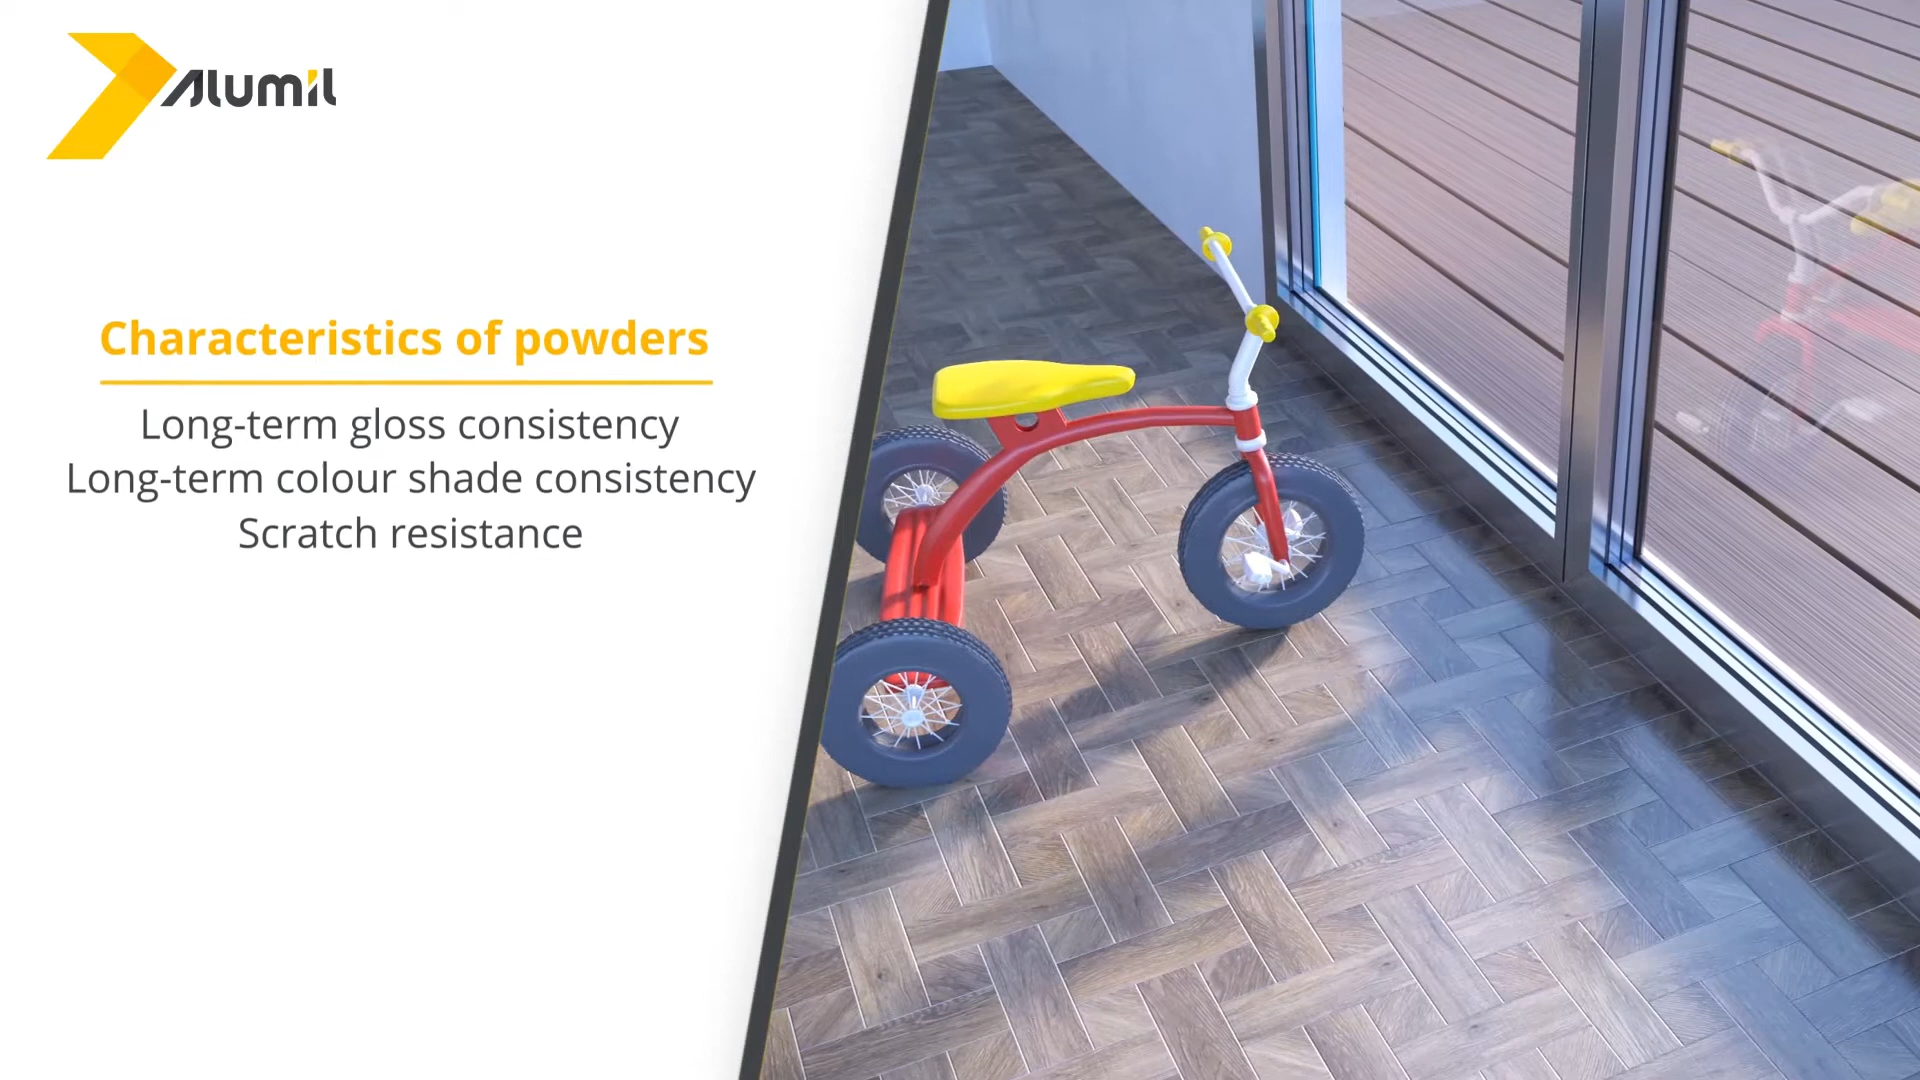 Alumil
Characteristics of powders
Long-term gloss consistency
Long-term colour shade consistency
Scratch resistance